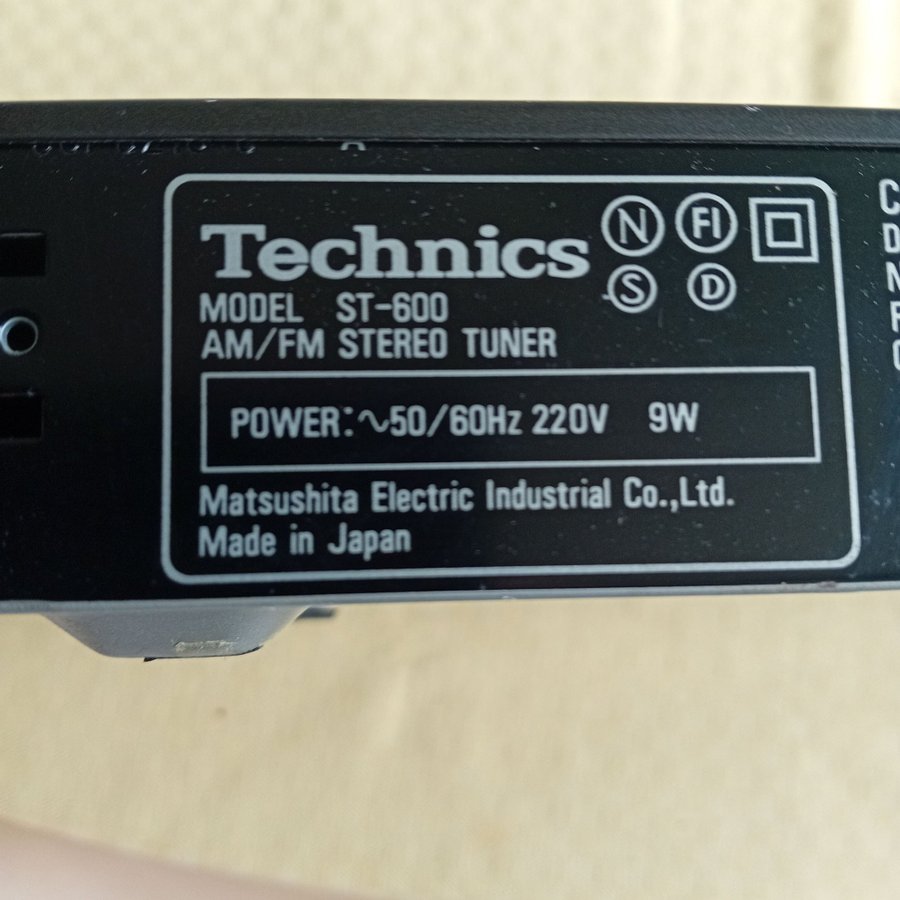 Technics
N FI
S D
MODEL ST-600
AM/FM STEREO TUNER
POWER:∿50/60Hz 220V 9W
Matsushita Electric Industrial Co.,Ltd.
Made in Japan